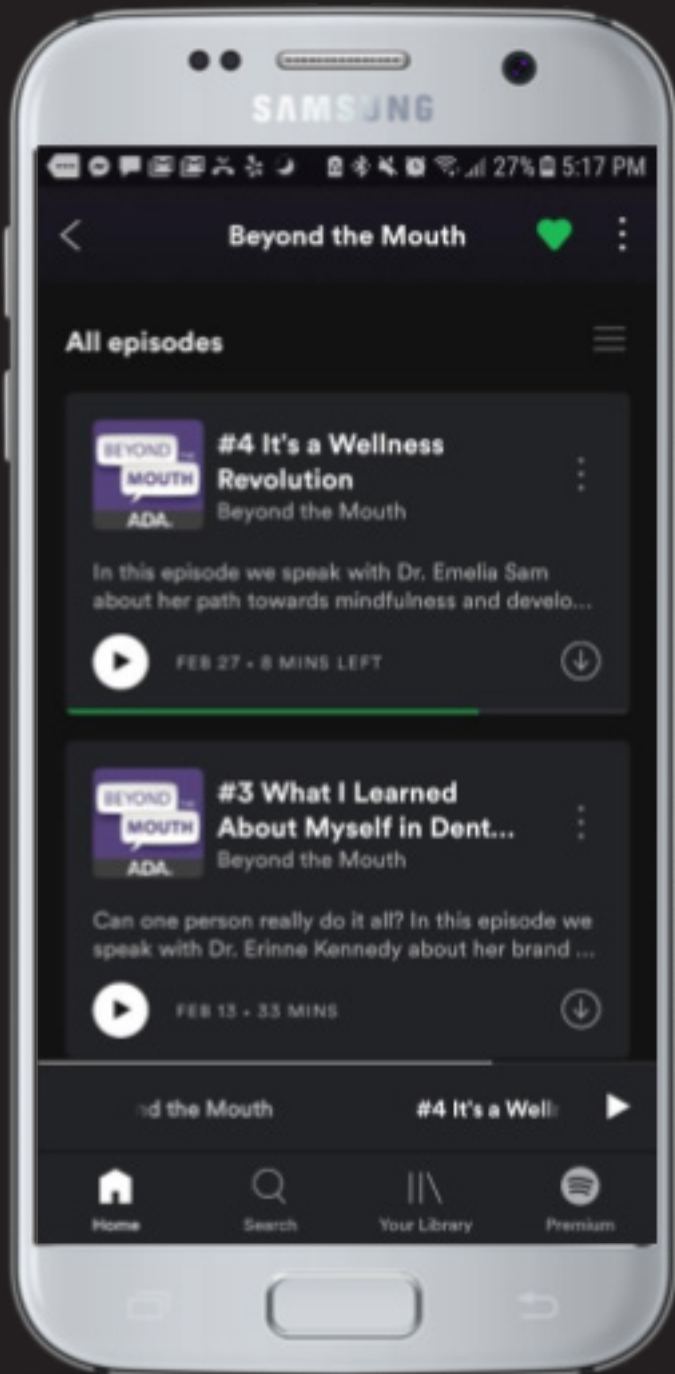 SAMSUNG
27% 5:17 PM
Beyond the Mouth
All episodes
BEYOND THE
MOUTH
ADA.
#4 It's a Wellness
Revolution
Beyond the Mouth
In this episode we speak with Dr. Emelia Sam
about her path towards mindfulness and develo...
FEB 27 • 8 MINS LEFT
BEYOND THE
MOUTH
ADA.
#3 What I Learned
About Myself in Dent...
Beyond the Mouth
Can one person really do it all? In this episode we
speak with Dr. Erinne Kennedy about her brand ...
FEB 13 • 33 MINS
nd the Mouth #4 It's a Well
Home Search Your Library Premium